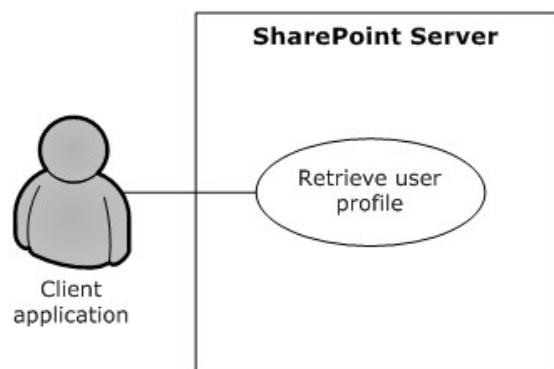 SharePoint Server
Retrieve user
profile
Client
application